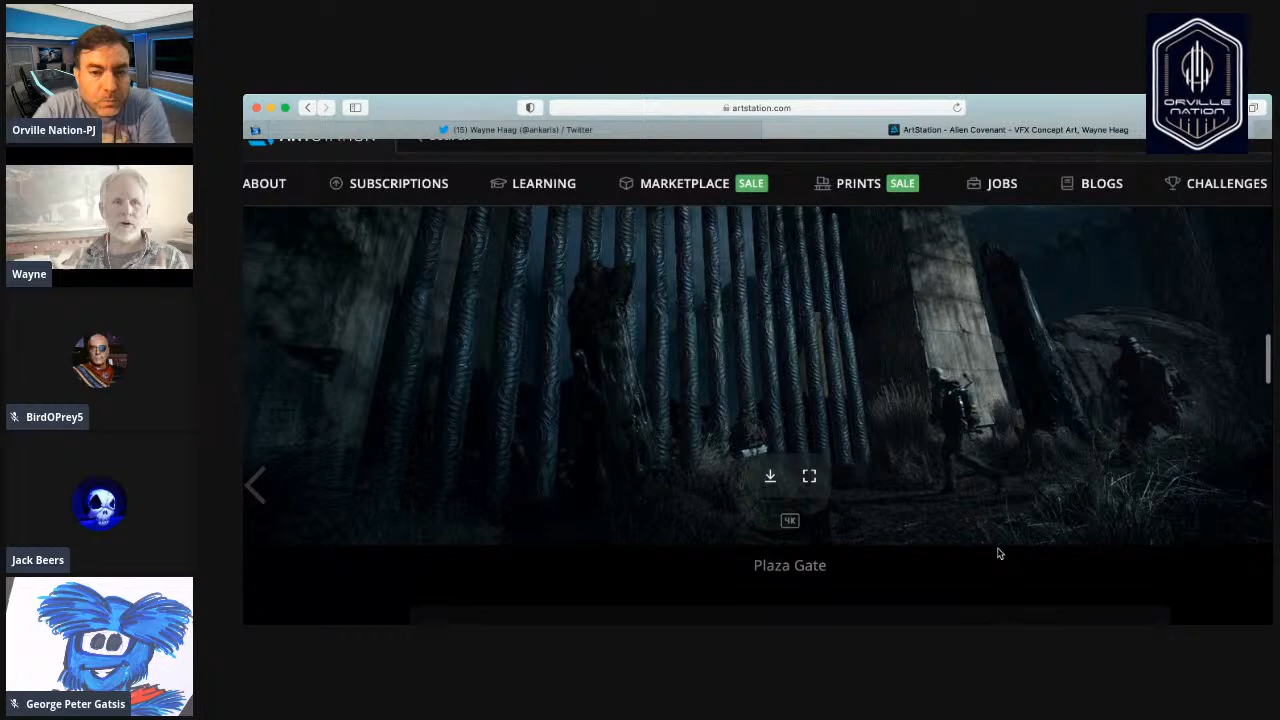 Orville Nation-PJ
Wayne
BirdOPrey5
Jack Beers
George Peter Gatsis
artstation.com
(15) Wayne Haag (@ankaris) / Twitter
ArtStation - Alien Covenant - VFX Concept Art, Wayne Haag
ABOUT
SUBSCRIPTIONS
LEARNING
MARKETPLACE SALE
PRINTS SALE
JOBS
BLOGS
CHALLENGES
4K
Plaza Gate
ORVILLE
NATION